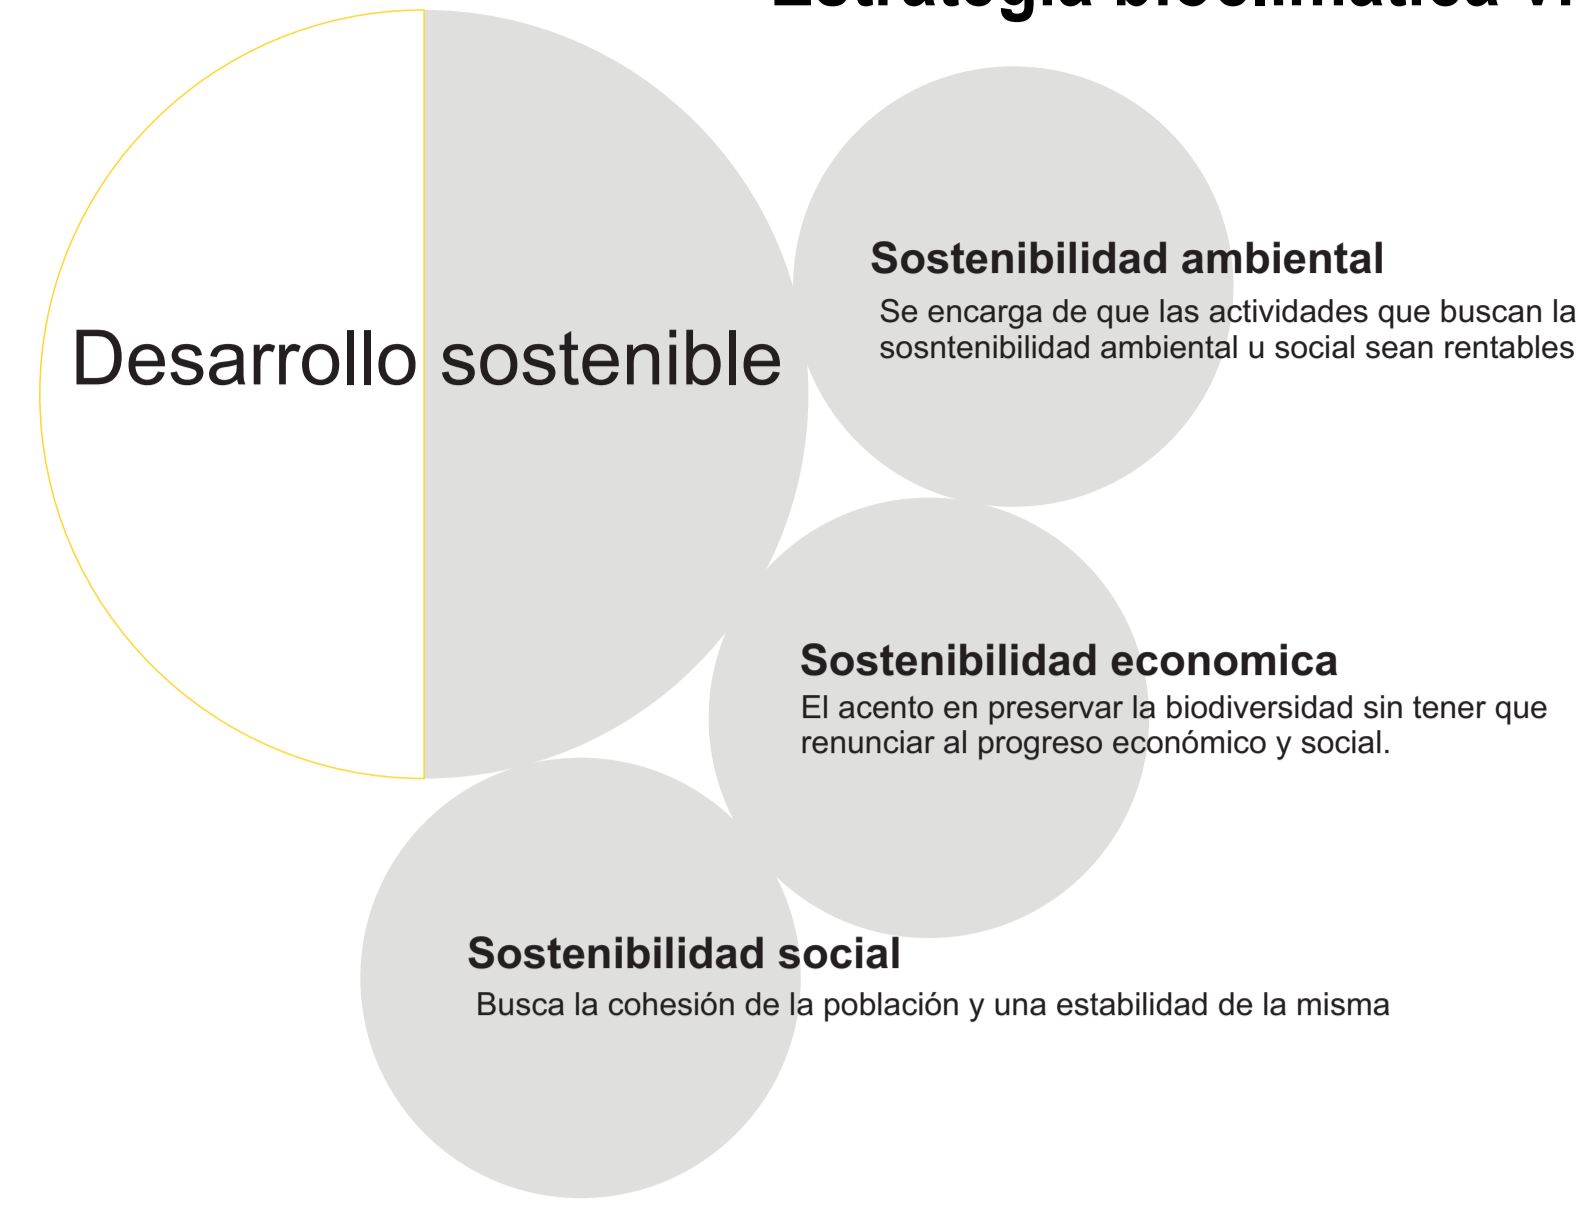 Estrategia bioclimática
Desarrollo sostenible
Sostenibilidad ambiental
Se encarga de que las actividades que buscan la
sosntenibilidad ambiental u social sean rentables
Sostenibilidad economica
El acento en preservar la biodiversidad sin tener que
renunciar al progreso económico y social.
Sostenibilidad social
Busca la cohesión de la población y una estabilidad de la misma